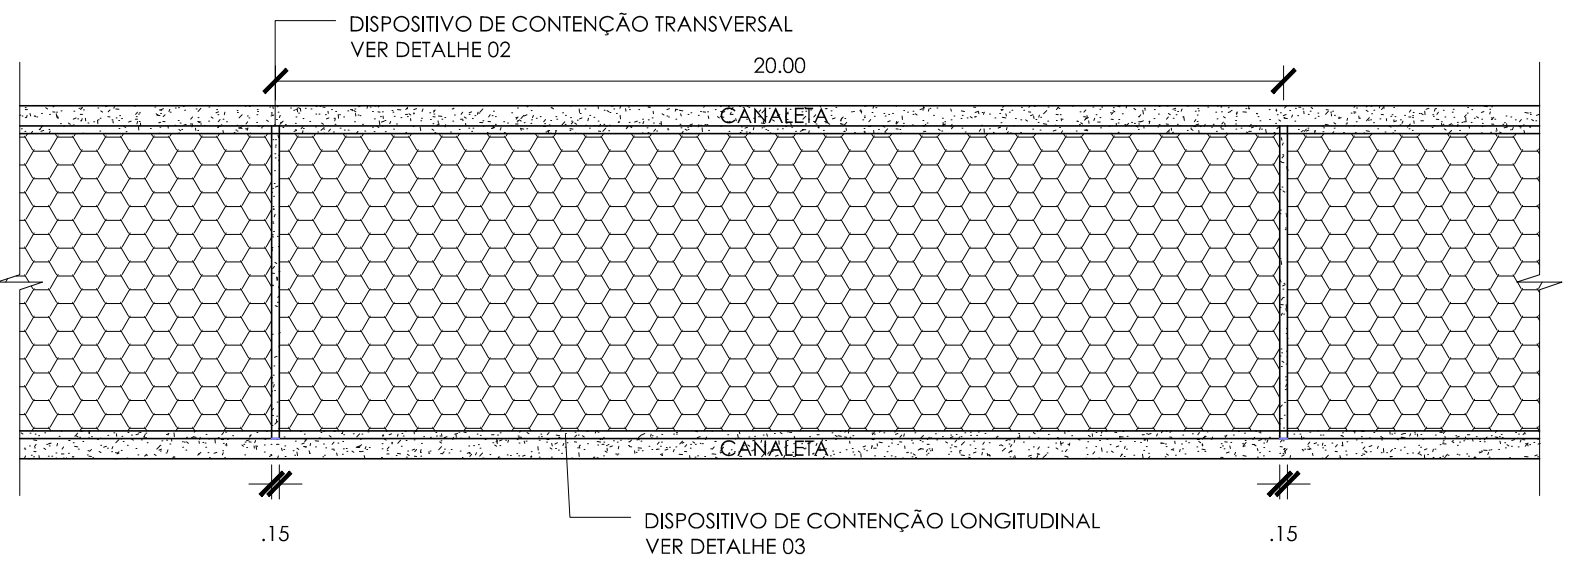 DISPOSITIVO DE CONTENÇÃO TRANSVERSAL
VER DETALHE 02
20.00
CANALETA
CANALETA
.15
DISPOSITIVO DE CONTENÇÃO LONGITUDINAL
VER DETALHE 03
.15